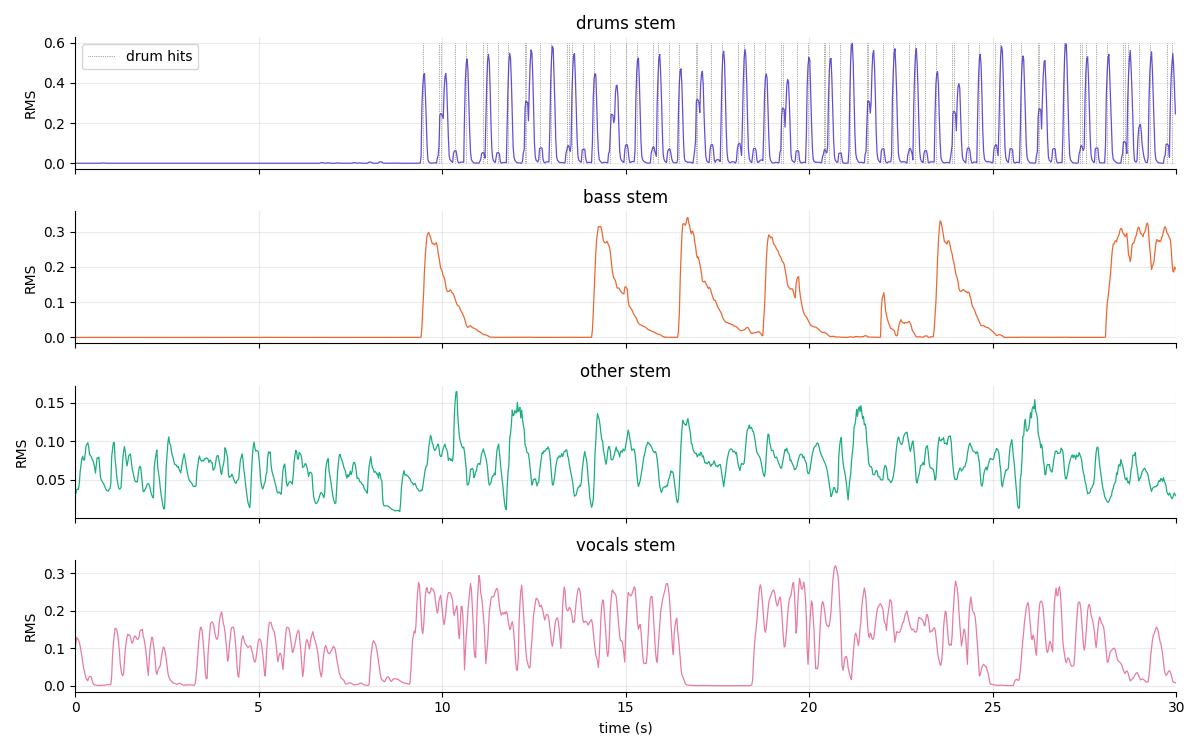 drums stem
RMS
0.6
0.4
0.2
0.0
drum hits
bass stem
RMS
0.3
0.2
0.1
0.0
other stem
RMS
0.15
0.10
0.05
vocals stem
RMS
0.3
0.2
0.1
0.0
0 5 10 15 20 25 30
time (s)